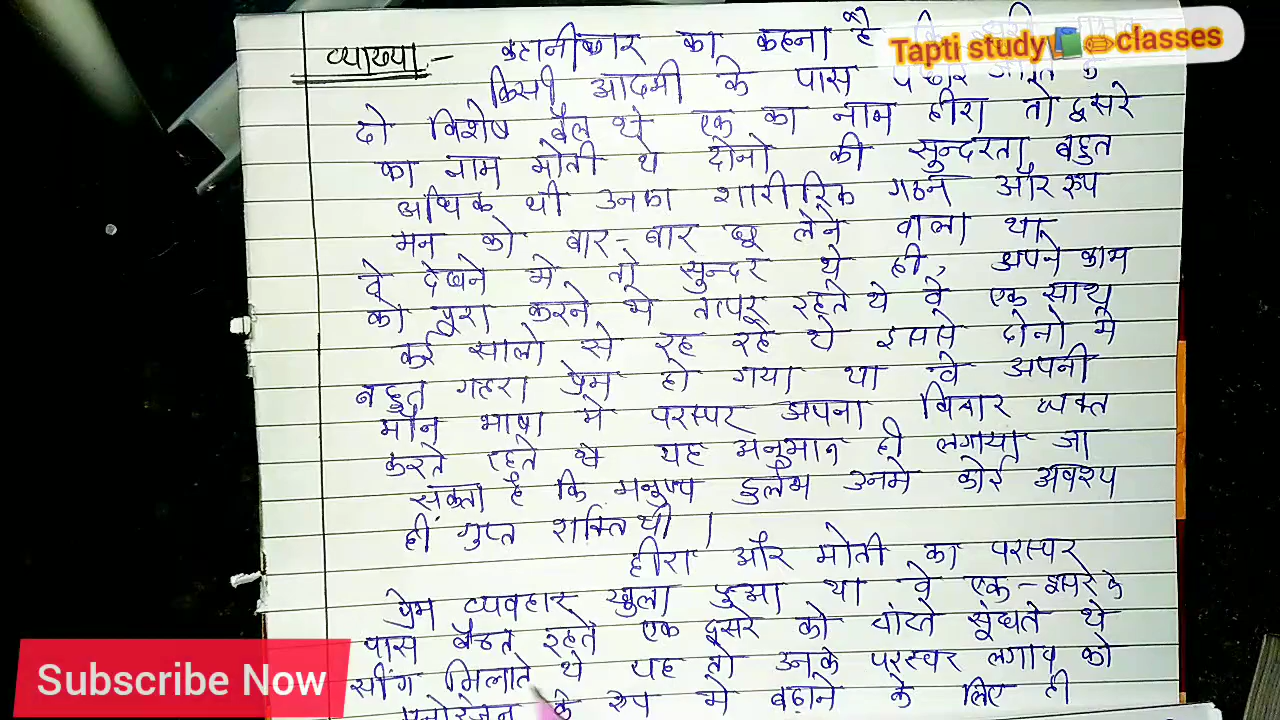 Tapti study classes
व्याख्या :- कहानीकार का कहना है कि
किसी आदमी के पास
दो विशेष बैल थे एक का नाम हीरा तो दूसरे
का नाम मोती थे दोनो की सुन्दरता बहुत
अधिक थी उनका शारीरिक गठन और रुप
मन को बार-बार छू लेने वाला था
वे देखने मे तो सुन्दर थे ही, अपने काम
को पूरा करने मे तत्पर रहते थे वे एक साथ
कई सालो से रह रहे थे इससे दोनो मे
बहुत गहरा प्रेम हो गया था वे अपनी
मौन भाषा मे परस्पर अपना विचार व्यक्त
करते रहते थे यह अनुमान ही लगाया जा
सकता है कि मनुष्य दुर्लभ उनमे कोई अवश्य
ही गुप्त शक्ति थी ।
हीरा और मोती का परस्पर
प्रेम व्यवहार खुला हुआ था वे एक-दूसरे के
पास बैठते रहते एक दूसरे को चांटते सूंघते थे
सींग मिलाते थे यह तो उनके परस्पर लगाव को
मनोरंजन के रुप मे बढ़ाने के लिए ही
Subscribe Now